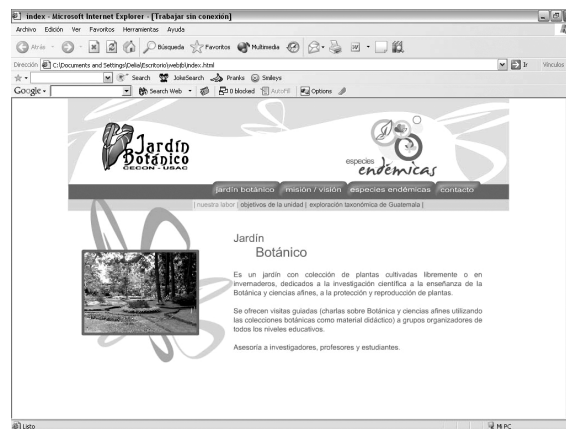 index - Microsoft Internet Explorer - [Trabajar sin conexión]
Archivo Edición Ver Favoritos Herramientas Ayuda
Atrás Búsqueda Favoritos Multimedia
Dirección C:\Documents and Settings\Delia\Escritorio\webjb\index.html Ir Vínculos
Search JokeSearch Pranks Smileys
Google Search Web 0 blocked AutoFill Options
Jardín
Botánico
CECON - USAC
especies
endémicas
jardín botánico misión / visión especies endémicas contacto
| nuestra labor | objetivos de la unidad | exploración taxonómica de Guatemala |
Jardín
Botánico
Es un jardín con colección de plantas cultivadas libremente o en
invernaderos, dedicados a la investigación científica a la enseñanza de la
Botánica y ciencias afines, a la protección y reproducción de plantas.
Se ofrecen visitas guiadas (charlas sobre Botánica y ciencias afines utilizando
las colecciones botánicas como material didáctico) a grupos organizadores de
todos los niveles educativos.
Asesoría a investigadores, profesores y estudiantes.
Listo Mi PC